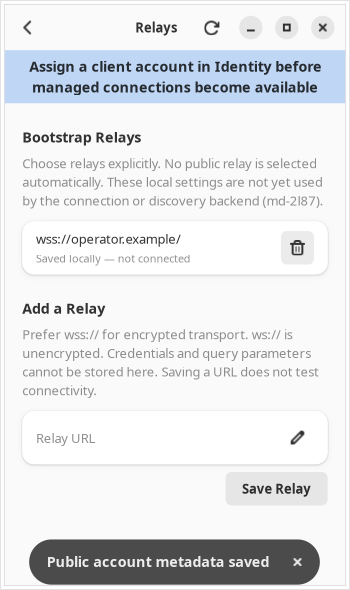 Relays
Assign a client account in Identity before
managed connections become available
Bootstrap Relays
Choose relays explicitly. No public relay is selected
automatically. These local settings are not yet used
by the connection or discovery backend (md-2l87).
wss://operator.example/
Saved locally — not connected
Add a Relay
Prefer wss:// for encrypted transport. ws:// is
unencrypted. Credentials and query parameters
cannot be stored here. Saving a URL does not test
connectivity.
Relay URL
Save Relay
Public account metadata saved